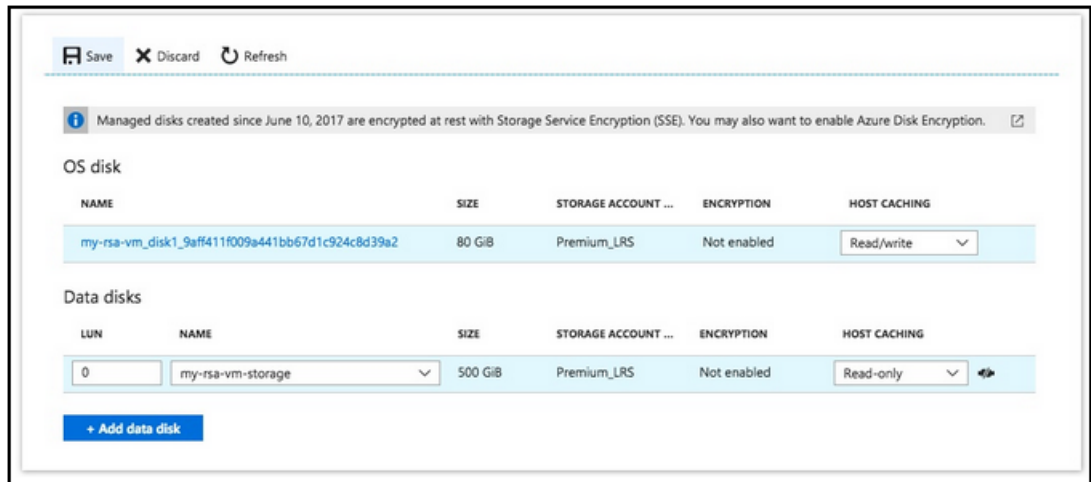 Save Discard Refresh
Managed disks created since June 10, 2017 are encrypted at rest with Storage Service Encryption (SSE). You may also want to enable Azure Disk Encryption.
OS disk
NAME SIZE STORAGE ACCOUNT ... ENCRYPTION HOST CACHING
my-rsa-vm_disk1_9aff411f009a441bb67d1c924c8d39a2 80 GiB Premium_LRS Not enabled Read/write
Data disks
LUN NAME SIZE STORAGE ACCOUNT ... ENCRYPTION HOST CACHING
0 my-rsa-vm-storage 500 GiB Premium_LRS Not enabled Read-only
+ Add data disk